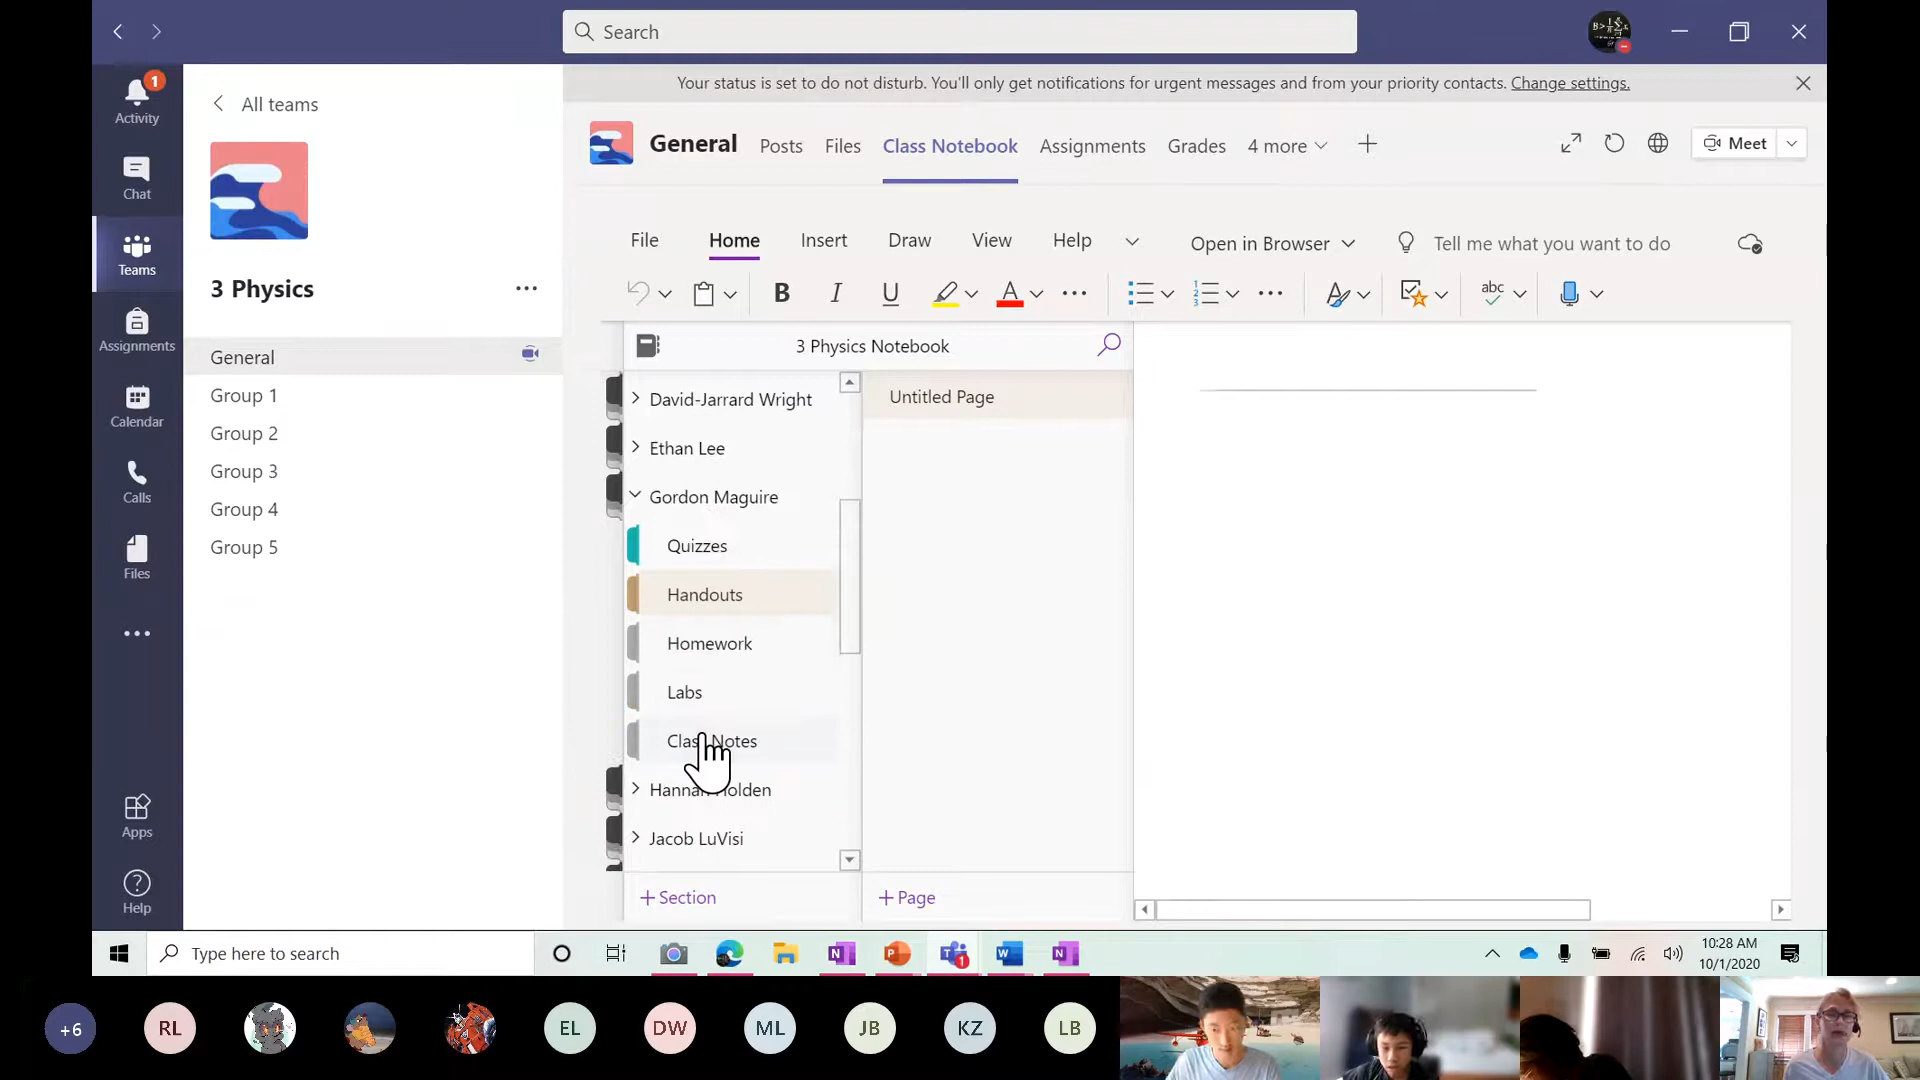 Search
Your status is set to do not disturb. You'll only get notifications for urgent messages and from your priority contacts. Change settings.
1
Activity
Chat
Teams
Assignments
Calendar
Calls
Files
Apps
Help
All teams
3 Physics
General
Group 1
Group 2
Group 3
Group 4
Group 5
General Posts Files Class Notebook Assignments Grades 4 more Meet
File Home Insert Draw View Help Open in Browser Tell me what you want to do
B I U A abc
3 Physics Notebook
David-Jarrard Wright
Ethan Lee
Gordon Maguire
Quizzes
Handouts
Homework
Labs
Class Notes
Hannah Holden
Jacob LuVisi
+ Section
Untitled Page
+ Page
Type here to search
10:28 AM
10/1/2020
+6 RL EL DW ML JB KZ LB